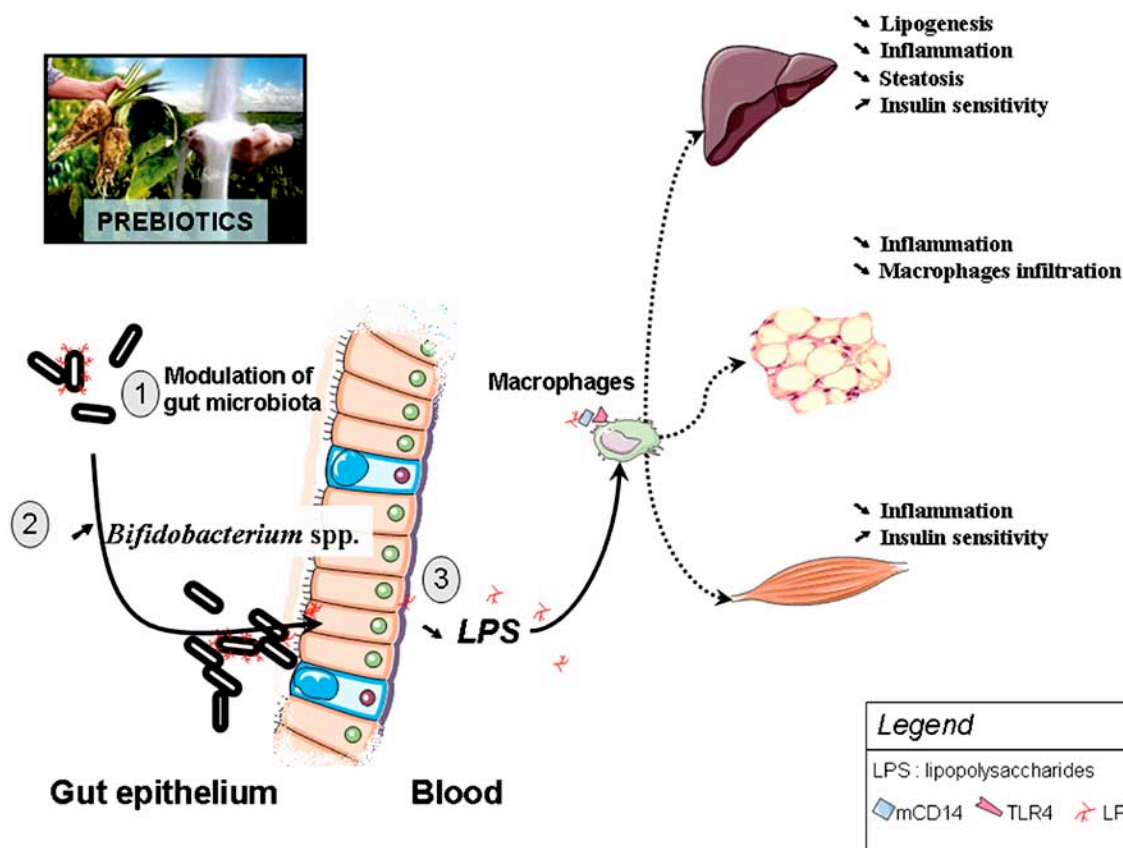 PREBIOTICS
↘ Lipogenesis
↘ Inflammation
↘ Steatosis
↗ Insulin sensitivity
↘ Inflammation
↘ Macrophages infiltration
1 Modulation of
gut microbiota
Macrophages
2 ↗ Bifidobacterium spp.
3
↘ LPS
↘ Inflammation
↗ Insulin sensitivity
Gut epithelium
Blood
Legend
LPS : lipopolysaccharides
mCD14 TLR4